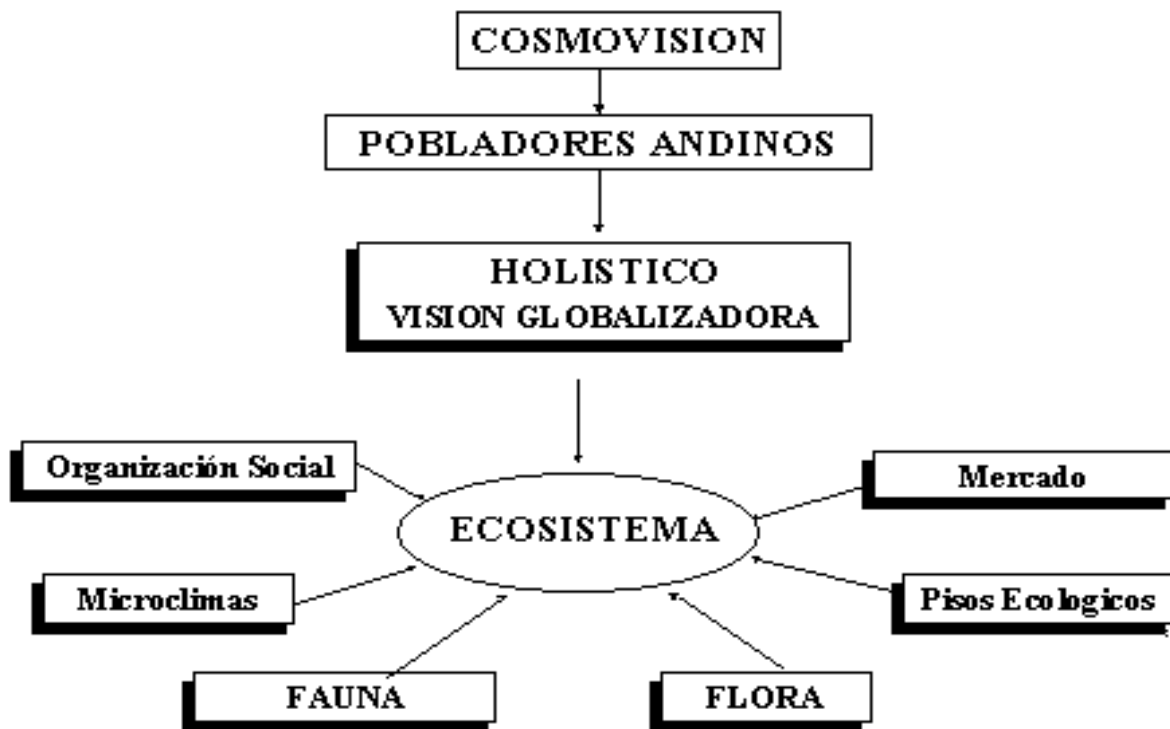 COSMOVISION
POBLADORES ANDINOS
HOLISTICO
VISION GLOBALIZADORA
Organización Social
Mercado
ECOSISTEMA
Microclimas
Pisos Ecologicos
FAUNA
FLORA